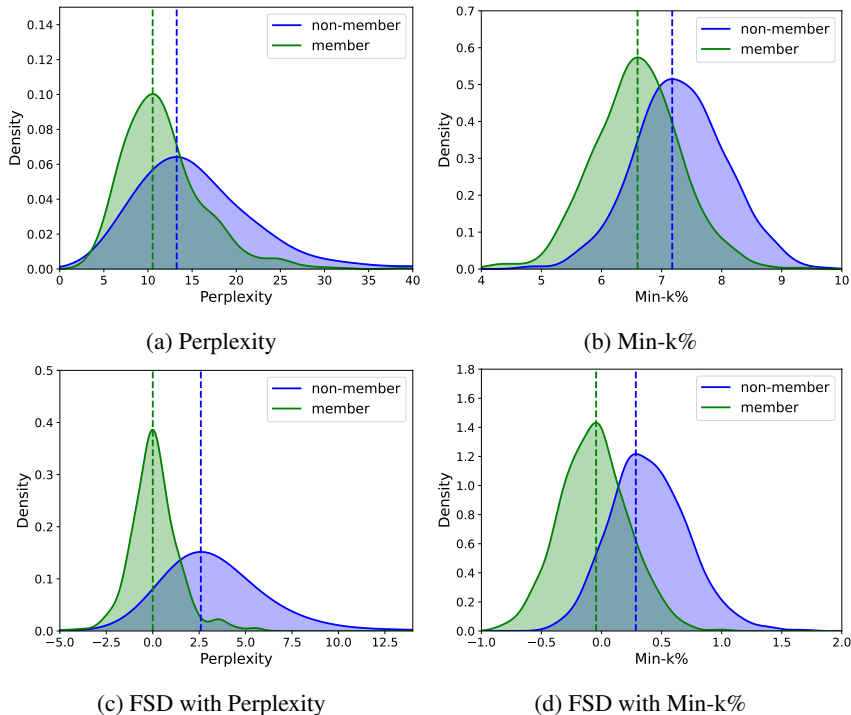 0.14
0.12
0.10
0.08
0.06
0.04
0.02
0.00
Density
0 5 10 15 20 25 30 35 40
Perplexity
non-member
member
(a) Perplexity
0.7
0.6
0.5
0.4
0.3
0.2
0.1
0.0
Density
4 5 6 7 8 9 10
Min-k%
non-member
member
(b) Min-k%
0.5
0.4
0.3
0.2
0.1
0.0
Density
−5.0 −2.5 0.0 2.5 5.0 7.5 10.0 12.5
Perplexity
non-member
member
(c) FSD with Perplexity
1.8
1.6
1.4
1.2
1.0
0.8
0.6
0.4
0.2
0.0
Density
−1.0 −0.5 0.0 0.5 1.0 1.5 2.0
Min-k%
non-member
member
(d) FSD with Min-k%